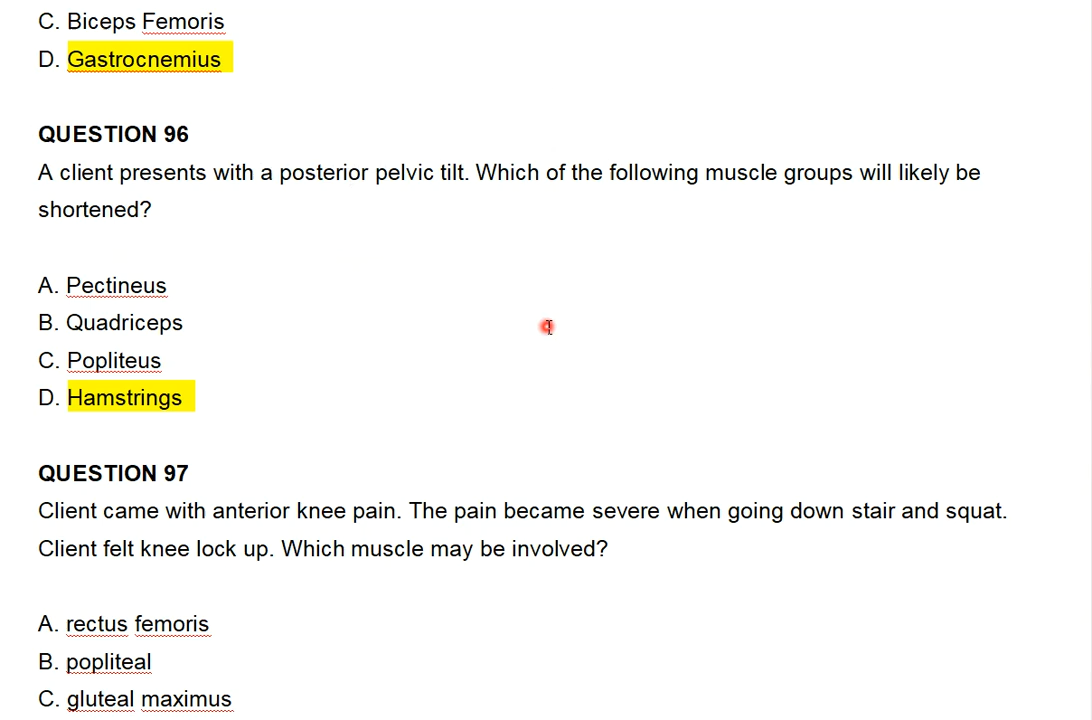 C. Biceps Femoris
D. Gastrocnemius
QUESTION 96
A client presents with a posterior pelvic tilt. Which of the following muscle groups will likely be
shortened?
A. Pectineus
B. Quadriceps
C. Popliteus
D. Hamstrings
QUESTION 97
Client came with anterior knee pain. The pain became severe when going down stair and squat.
Client felt knee lock up. Which muscle may be involved?
A. rectus femoris
B. popliteal
C. gluteal maximus